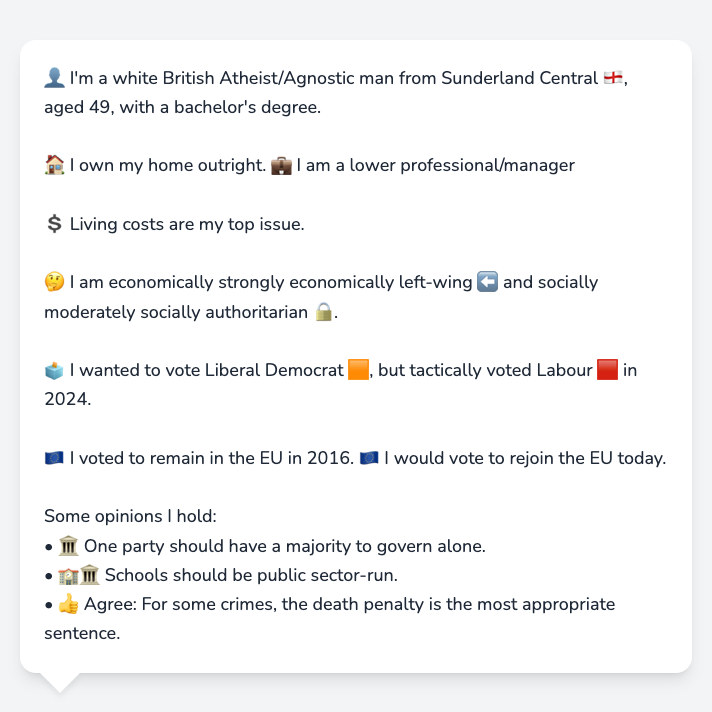 👤 I'm a white British Atheist/Agnostic man from Sunderland Central 🏴󠁧󠁢󠁥󠁮󠁧󠁿,
aged 49, with a bachelor's degree.
🏠 I own my home outright. 💼 I am a lower professional/manager
💲 Living costs are my top issue.
🤔 I am economically strongly economically left-wing ⬅️ and socially
moderately socially authoritarian 🔒.
🗳️ I wanted to vote Liberal Democrat 🟧, but tactically voted Labour 🟥 in
2024.
🇪🇺 I voted to remain in the EU in 2016. 🇪🇺 I would vote to rejoin the EU today.
Some opinions I hold:
• 🏛️ One party should have a majority to govern alone.
• 🏫🏛️ Schools should be public sector-run.
• 👍 Agree: For some crimes, the death penalty is the most appropriate
sentence.